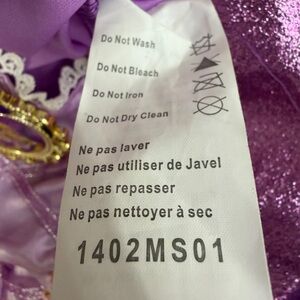 Do Not Wash
Do Not Bleach
Do Not Iron
Do Not Dry Clean
Ne pas laver
Ne pas utiliser de Javel
Ne pas repasser
Ne pas nettoyer à sec
1402MS01